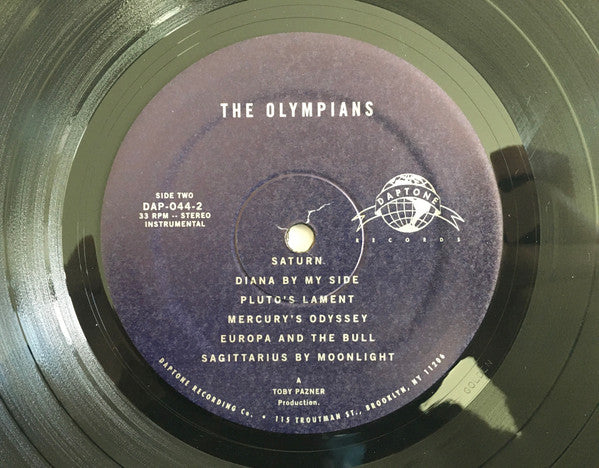 THE OLYMPIANS
SIDE TWO
DAP-044-2
33 RPM -- STEREO
INSTRUMENTAL
DAPTONE
RECORDS
SATURN
DIANA BY MY SIDE
PLUTO'S LAMENT
MERCURY'S ODYSSEY
EUROPA AND THE BULL
SAGITTARIUS BY MOONLIGHT
A
TOBY PAZNER
Production.
DAPTONE RECORDING Co. • 115 TROUTMAN ST., BROOKLYN, NY 11206